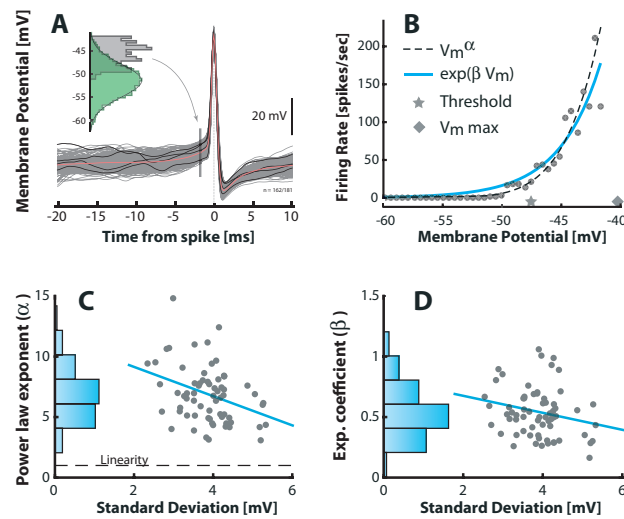 A
Membrane Potential [mV]
-45
-50
-55
-60
20 mV
n = 162/181
-20
-15
-10
-5
0
5
10
Time from spike [ms]
B
Firing Rate [spikes/sec]
200
150
100
50
0
Vm^α
exp(β Vm)
Threshold
Vm max
-60
-55
-50
-45
-40
Membrane Potential [mV]
C
Power law exponent (α)
15
10
5
0
Linearity
0
2
4
6
Standard Deviation [mV]
D
Exp. coefficient (β)
1.5
1
0.5
0
0
2
4
6
Standard Deviation [mV]